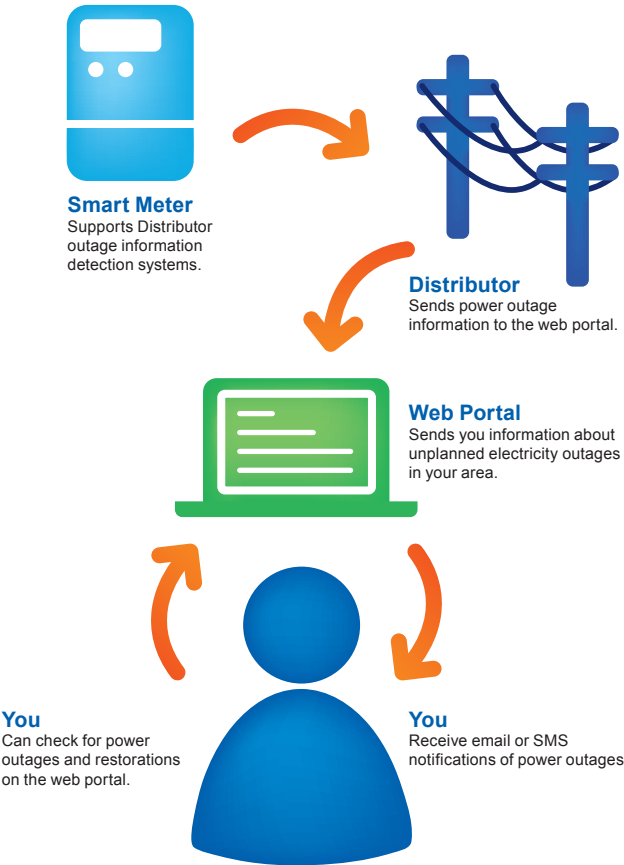 Smart Meter
Supports Distributor
outage information
detection systems.
Distributor
Sends power outage
information to the web portal.
Web Portal
Sends you information about
unplanned electricity outages
in your area.
You
Can check for power
outages and restorations
on the web portal.
You
Receive email or SMS
notifications of power outages